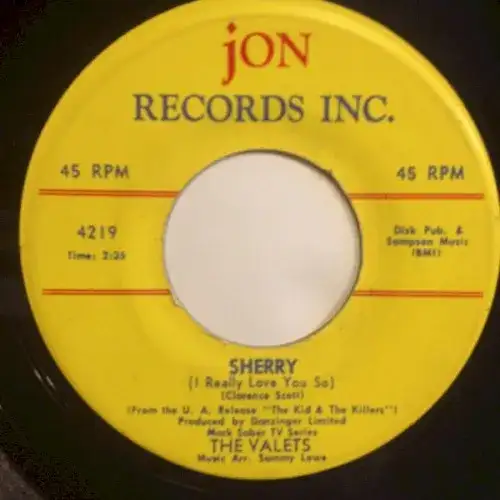 jON
RECORDS INC.
45 RPM
45 RPM
4219
Time: 2:25
Disk Pub. &
Sampson Music
(BMI)
SHERRY
(I Really Love You So)
(Clarence Scott)
(From the U. A. Release "The Kid & The Killers")
Produced by Danzinger Limited
Mark Saber TV Series
THE VALETS
Music Arr. Sammy Lowe